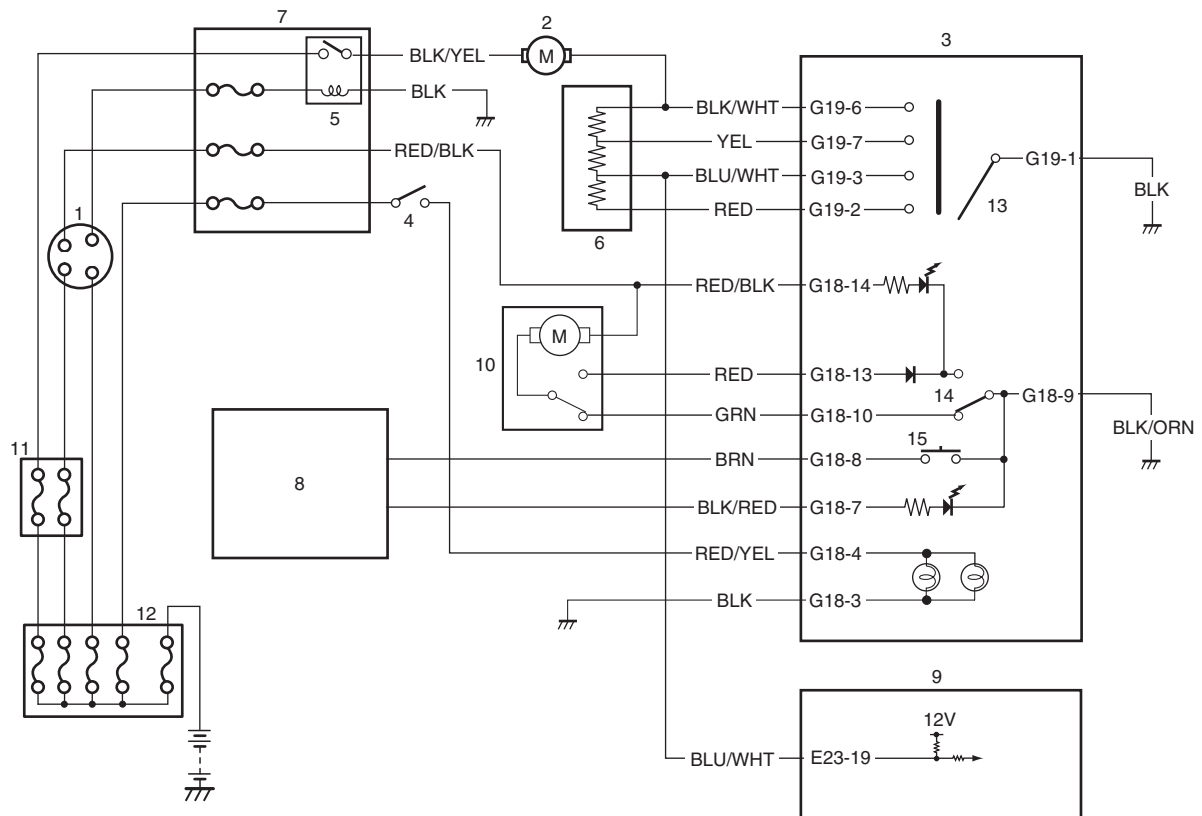 7
2
3
BLK/YEL
M
BLK
5
BLK/WHT
G19-6
YEL
G19-7
RED/BLK
BLU/WHT
G19-3
G19-1
RED
G19-2
13
BLK
4
6
1
RED/BLK
G18-14
M
10
RED
G18-13
14
G18-9
GRN
G18-10
BLK/ORN
15
11
8
BRN
G18-8
BLK/RED
G18-7
RED/YEL
G18-4
BLK
G18-3
12
9
12V
BLU/WHT
E23-19